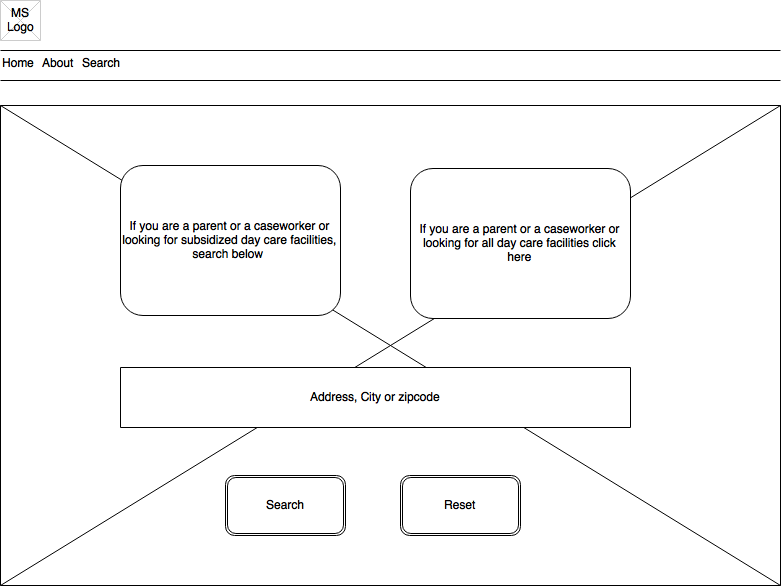 MS
Logo
Home About Search
If you are a parent or a caseworker or
looking for subsidized day care facilities,
search below
If you are a parent or a caseworker or
looking for all day care facilities click
here
Address, City or zipcode
Search
Reset